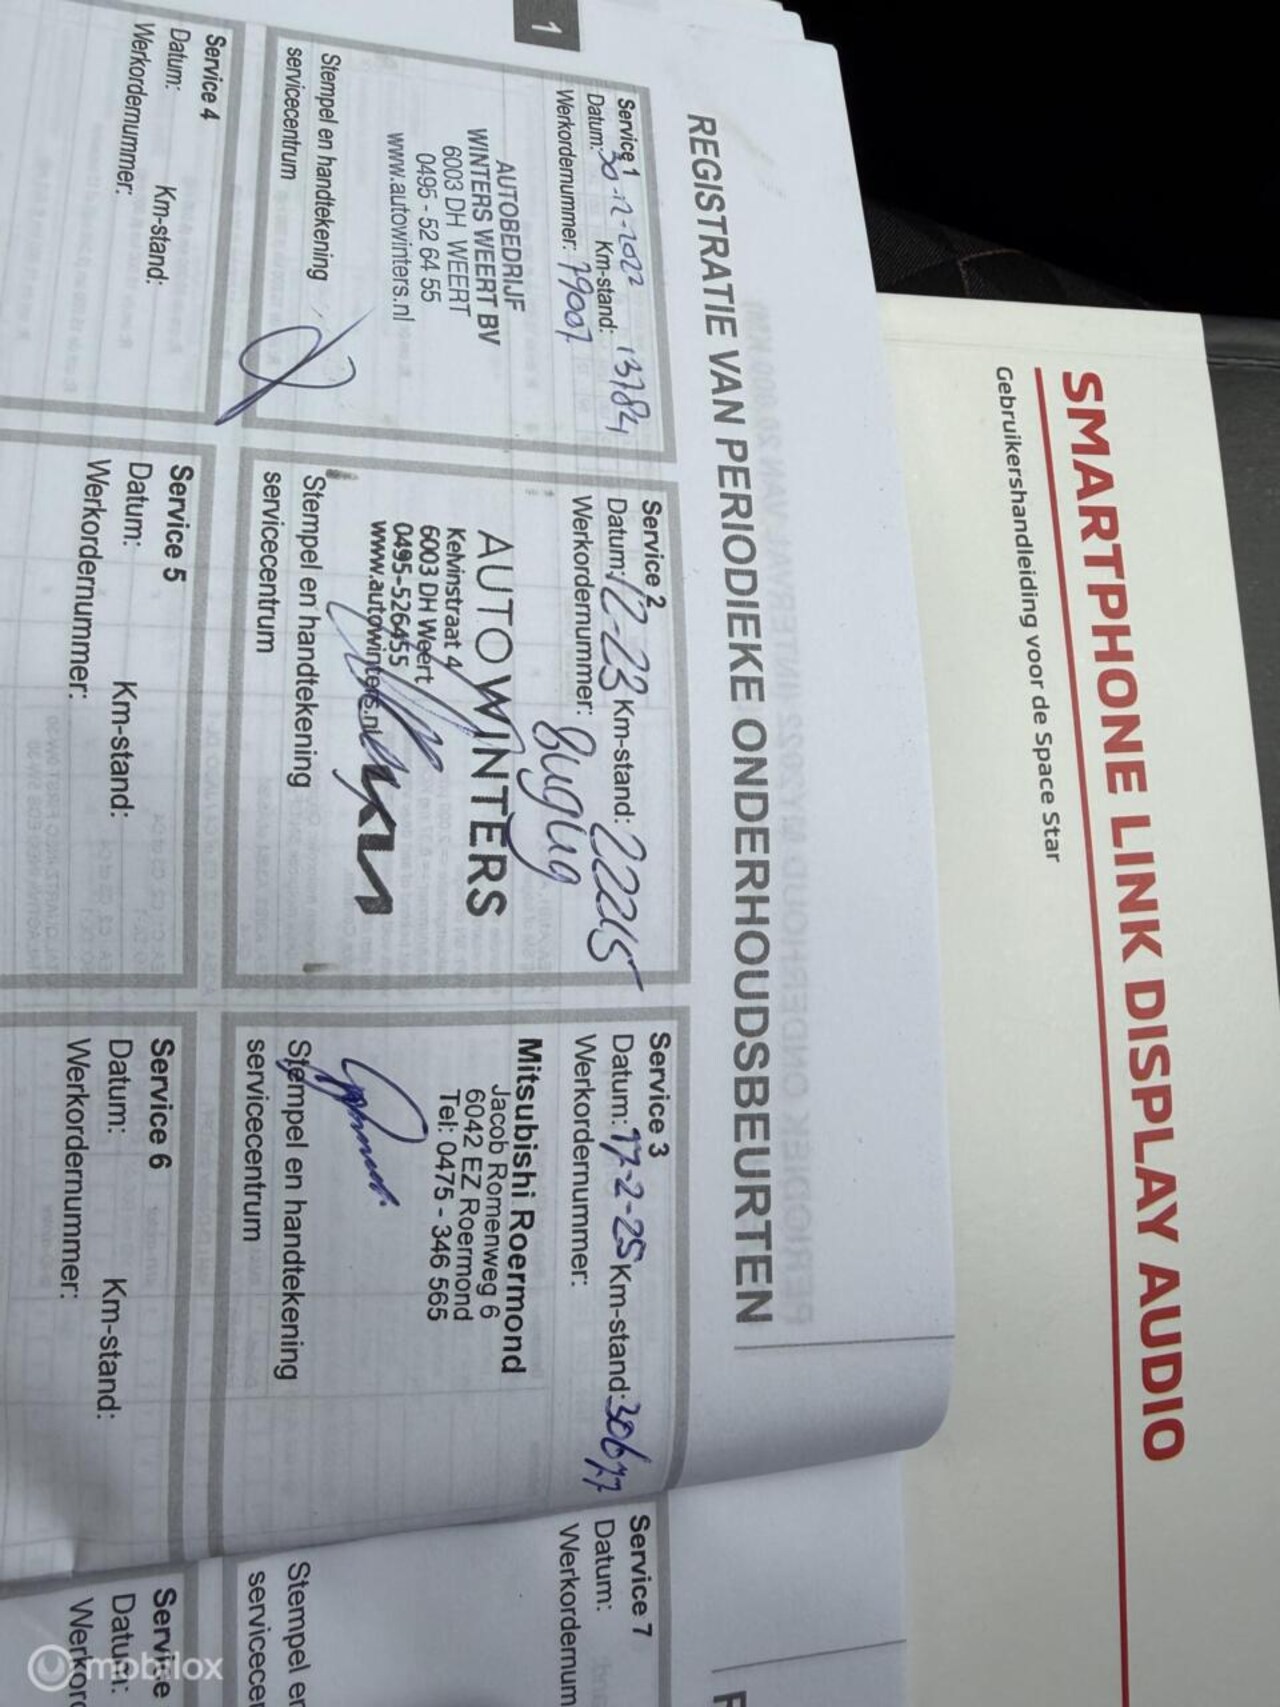 1
REGISTRATIE VAN PERIODIEKE ONDERHOUDSBEURTEN
Service 1
Datum: 30-12-2022 Km-stand: 13784
Werkordernummer: 79007
AUTOBEDRIJF
WINTERS WEERT BV
6003 DH WEERT
0495 - 52 64 55
www.autowinters.nl
Stempel en handtekening
servicecentrum
Service 2
Datum: 12-23 Km-stand: 22215
Werkordernummer:
AUTO WINTERS
Kelvinstraat 4
6003 DH Weert
0495-526455
www.autowinters.nl
Stempel en handtekening
servicecentrum
Service 3
Datum: 17-2-25 Km-stand: 30677
Werkordernummer:
Mitsubishi Roermond
Jacob Romenweg 6
6042 EZ Roermond
Tel: 0475 - 346 565
Stempel en handtekening
servicecentrum
Service 4
Datum: Km-stand:
Werkordernummer:
Service 5
Datum: Km-stand:
Werkordernummer:
Service 6
Datum: Km-stand:
Werkordernummer:
Service 7
Datum:
Werkordernum
Stempel en
servicecen
Service
Datum:
Werkor
SMARTPHONE LINK DISPLAY AUDIO
Gebruikershandleiding voor de Space Star
mobilox